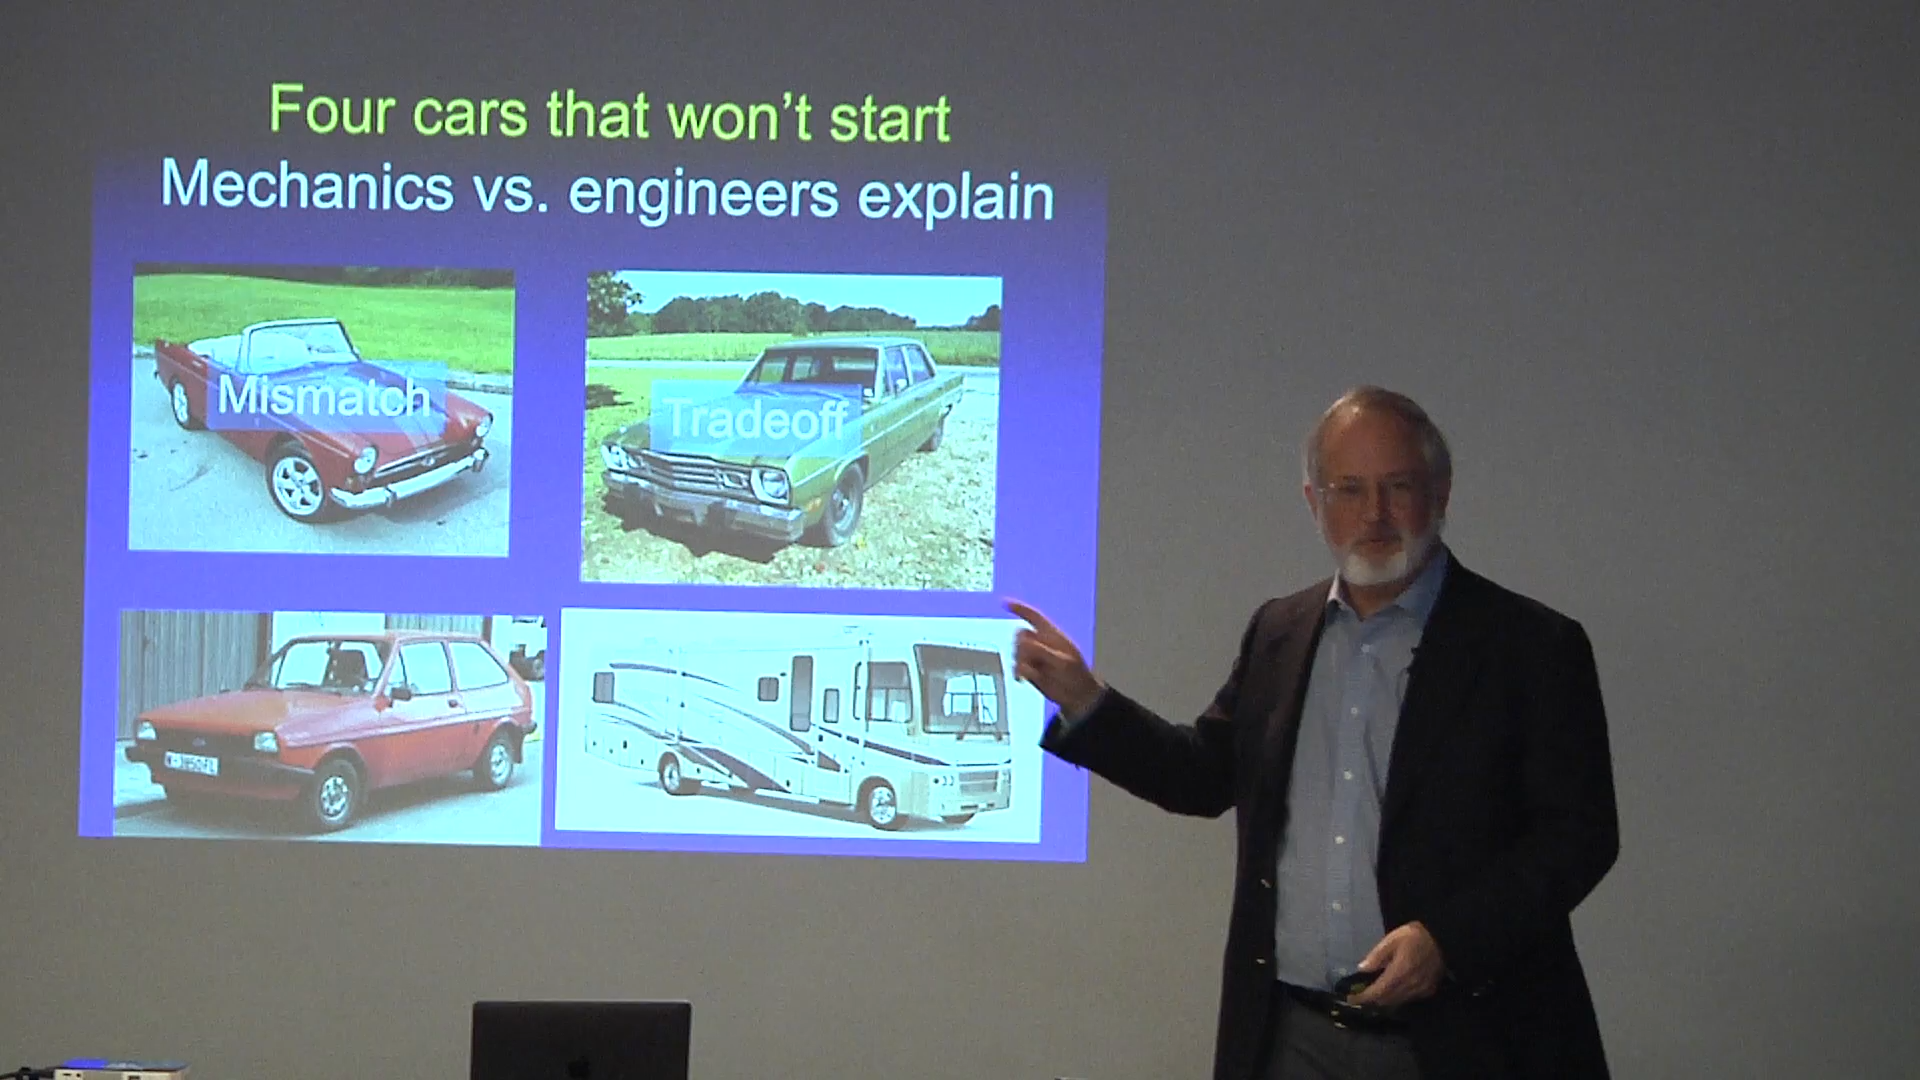 Four cars that won't start
Mechanics vs. engineers explain
Mismatch
Tradeoff